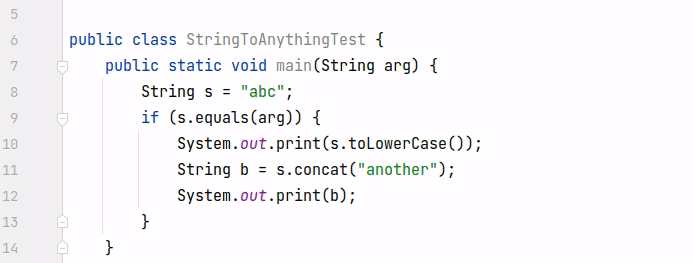 5
6 public class StringToAnythingTest {
7 public static void main(String arg) {
8 String s = "abc";
9 if (s.equals(arg)) {
10 System.out.print(s.toLowerCase());
11 String b = s.concat("another");
12 System.out.print(b);
13 }
14 }